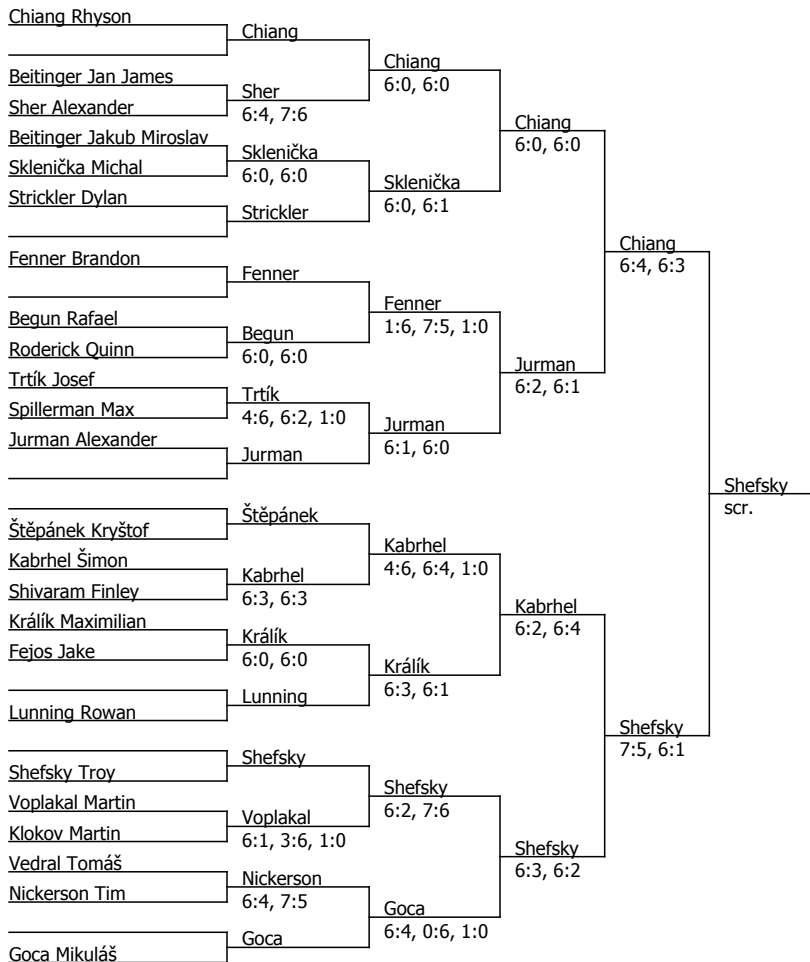 Chiang Rhyson
Beitinger Jan James
Sher Alexander
Beitinger Jakub Miroslav
Sklenička Michal
Strickler Dylan
Fenner Brandon
Begun Rafael
Roderick Quinn
Trtík Josef
Spillerman Max
Jurman Alexander
Štěpánek Kryštof
Kabrhel Šimon
Shivaram Finley
Králík Maximilian
Fejos Jake
Lunning Rowan
Shefsky Troy
Voplakal Martin
Klokov Martin
Vedral Tomáš
Nickerson Tim
Goca Mikuláš
Chiang
Sher
6:4, 7:6
Sklenička
6:0, 6:0
Strickler
Fenner
Begun
6:0, 6:0
Trtík
4:6, 6:2, 1:0
Jurman
Štěpánek
Kabrhel
6:3, 6:3
Králík
6:0, 6:0
Lunning
Shefsky
Voplakal
6:1, 3:6, 1:0
Nickerson
6:4, 7:5
Goca
Chiang
6:0, 6:0
Sklenička
6:0, 6:1
Fenner
1:6, 7:5, 1:0
Jurman
6:1, 6:0
Kabrhel
4:6, 6:4, 1:0
Králík
6:3, 6:1
Shefsky
6:2, 7:6
Goca
6:4, 0:6, 1:0
Chiang
6:0, 6:0
Jurman
6:2, 6:1
Kabrhel
6:2, 6:4
Shefsky
6:3, 6:2
Chiang
6:4, 6:3
Shefsky
7:5, 6:1
Shefsky
scr.